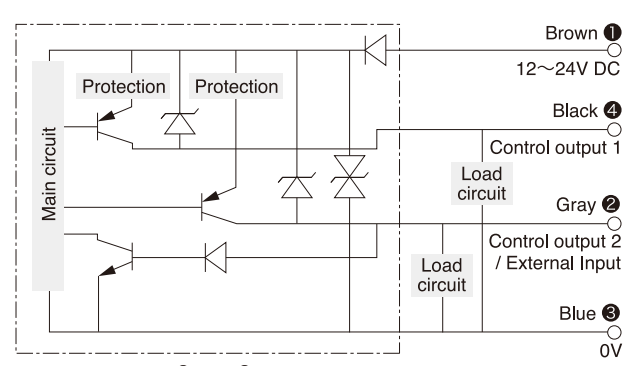 Brown ❶
12～24V DC
Protection
Protection
Black ❹
Control output 1
Main circuit
Load
circuit
Gray ❷
Control output 2
/ External Input
Load
circuit
Blue ❸
0V